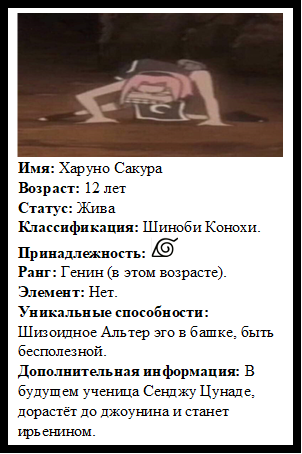 Имя: Харуно Сакура
Возраст: 12 лет
Статус: Жива
Классификация: Шиноби Конохи.
Принадлежность:
Ранг: Генин (в этом возрасте).
Элемент: Нет.
Уникальные способности:
Шизоидное Альтер эго в башке, быть
бесполезной.
Дополнительная информация: В
будущем ученица Сенджу Цунаде,
дорастёт до джоунина и станет
ирьенином.